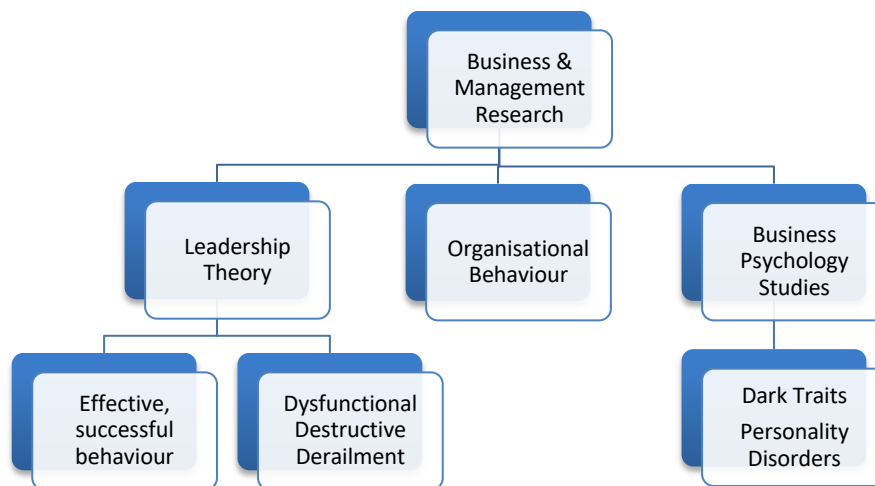 Business &
Management
Research
Leadership
Theory
Organisational
Behaviour
Business
Psychology
Studies
Effective,
successful
behaviour
Dysfunctional
Destructive
Derailment
Dark Traits
Personality
Disorders